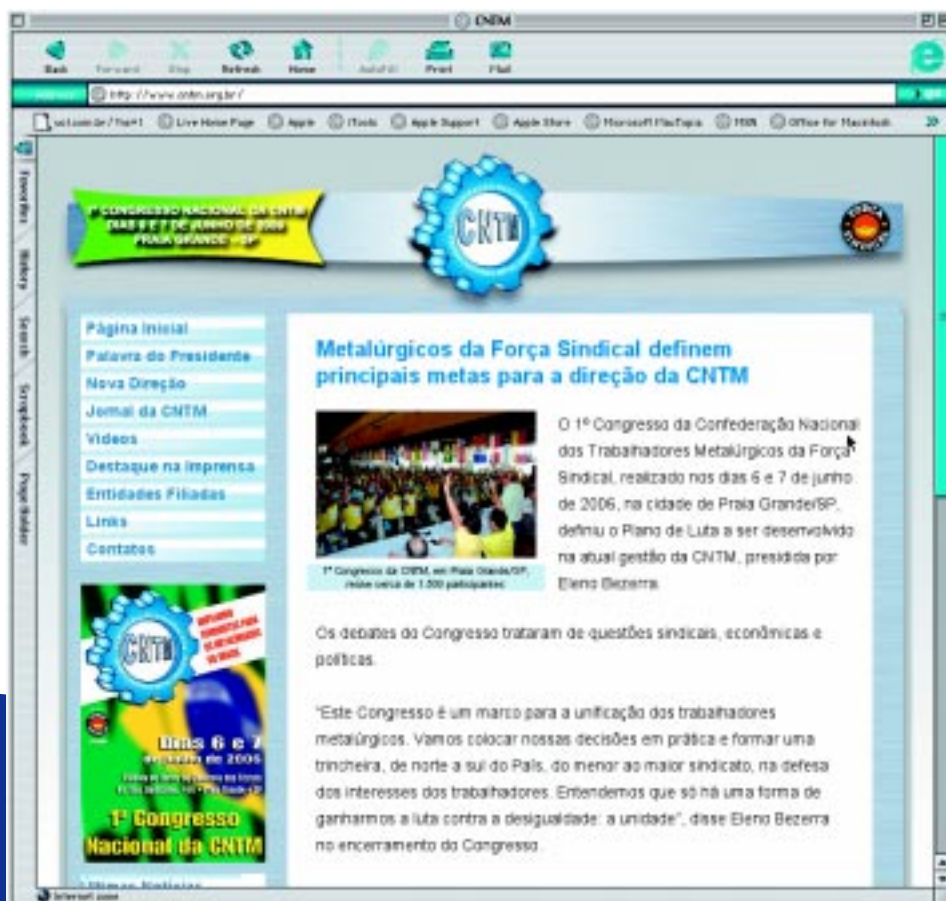 CNTM
Back Forward Stop Refresh Home AutoFill Print Mail
http://www.cntm.org.br/
Live Home Page Apple iTools Apple Support Apple Store Microsoft MacTopia MSN Office for Macintosh
Favorites
History
Search
Scrapbook
Page Holder
1º CONGRESSO NACIONAL DA CNTM
DIAS 6 E 7 DE JUNHO DE 2006
PRAIA GRANDE - SP
CNTM
FORÇA
SINDICAL
Página Inicial
Palavra do Presidente
Nova Direção
Jornal da CNTM
Vídeos
Destaque na Imprensa
Entidades Filiadas
Links
Contatos
Metalúrgicos da Força Sindical definem
principais metas para a direção da CNTM
O 1º Congresso da Confederação Nacional
dos Trabalhadores Metalúrgicos da Força
Sindical, realizado nos dias 6 e 7 de junho
de 2006, na cidade de Praia Grande/SP,
definiu o Plano de Luta a ser desenvolvido
na atual gestão da CNTM, presidida por
Eleno Bezerra.
1º Congresso da CNTM, em Praia Grande/SP,
reúne cerca de 1.500 participantes
Os debates do Congresso trataram de questões sindicais, econômicas e
políticas.
"Este Congresso é um marco para a unificação dos trabalhadores
metalúrgicos. Vamos colocar nossas decisões em prática e formar uma
trincheira, de norte a sul do País, do menor ao maior sindicato, na defesa
dos interesses dos trabalhadores. Entendemos que só há uma forma de
ganharmos a luta contra a desigualdade: a unidade", disse Eleno Bezerra
no encerramento do Congresso.
CNTM
Dias 6 e 7
de junho de 2006
1º Congresso
Nacional da CNTM
Últimas Notícias
Internet zone